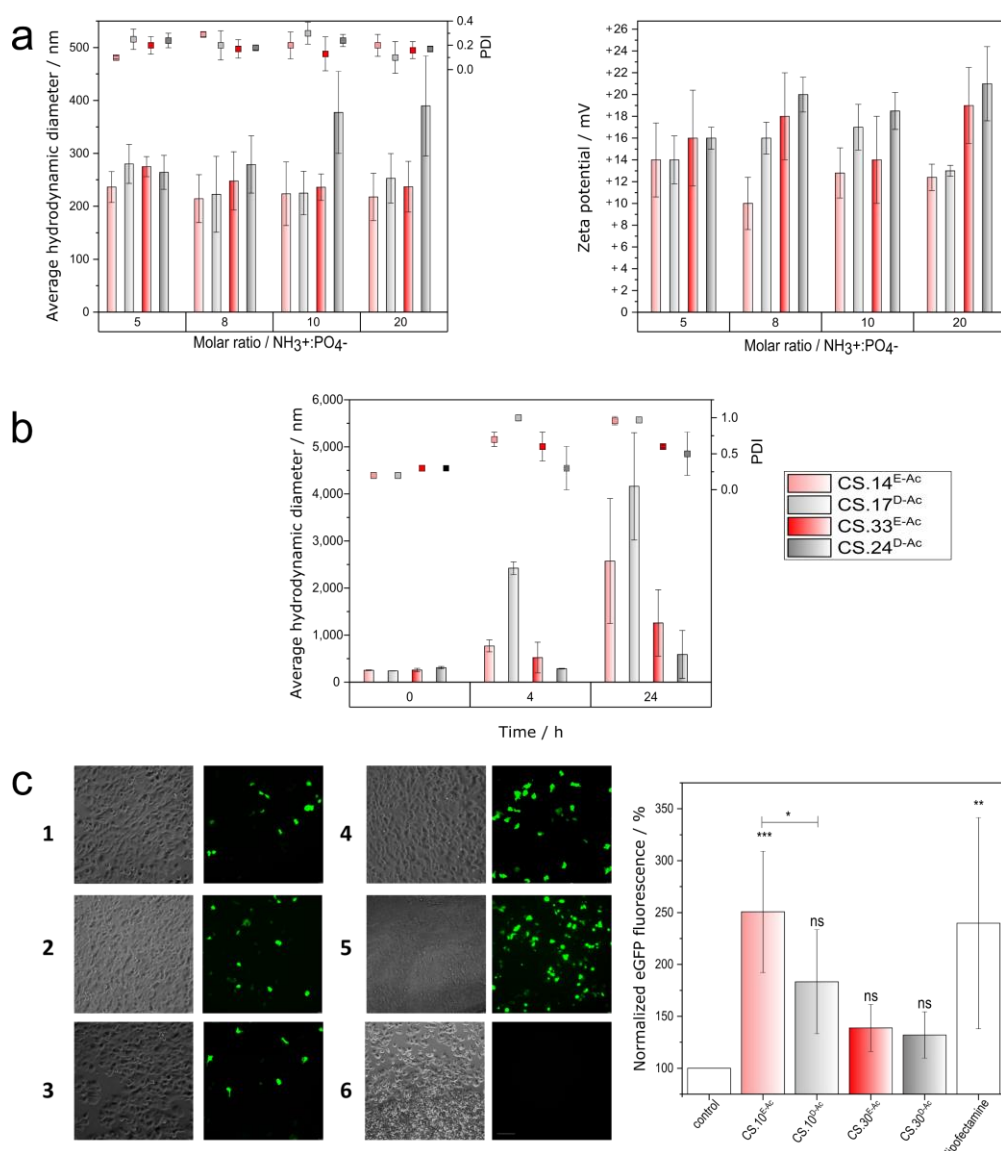 a
550
500
450
400
350
300
250
200
150
100
50
0
Average hydrodynamic diameter / nm
0.4
0.2
0.0
PDI
5 8 10 20
Molar ratio / NH3+:PO4-
+26
+24
+22
+20
+18
+16
+14
+12
+10
+8
+6
+4
+2
0
Zeta potential / mV
5 8 10 20
Molar ratio / NH3+:PO4-
b
6,000
5,000
4,000
3,000
2,000
1,000
0
Average hydrodynamic diameter / nm
1.0
0.5
0.0
PDI
0 4 24
Time / h
CS.14E-Ac
CS.17D-Ac
CS.33E-Ac
CS.24D-Ac
c
1
2
3
4
5
6
350
300
250
200
150
100
Normalized eGFP fluorescence / %
***
*
ns
ns
ns
**
control
CS.10E-Ac
CS.10D-Ac
CS.30E-Ac
CS.30D-Ac
lipofectamine